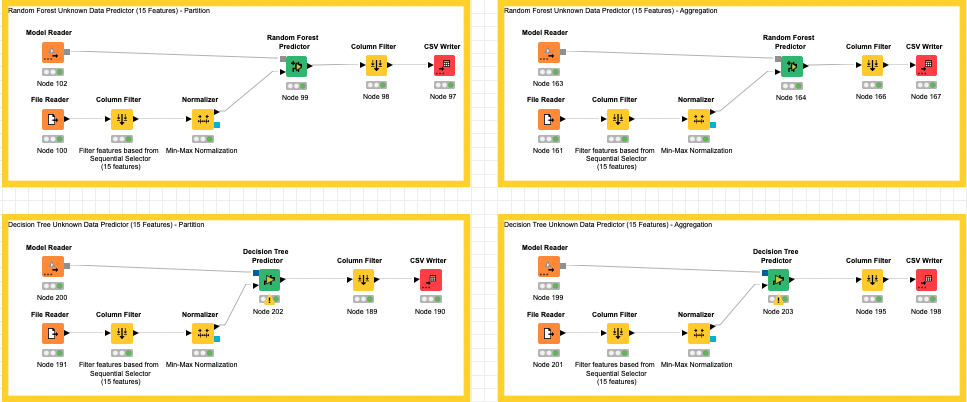 Random Forest Unknown Data Predictor (15 Features) - Partition
Model Reader
Node 102
Random Forest
Predictor
Node 99
Column Filter
Node 98
CSV Writer
Node 97
File Reader
Node 100
Column Filter
Filter features based from
Sequential Selector
(15 features)
Normalizer
Min-Max Normalization
Random Forest Unknown Data Predictor (15 Features) - Aggregation
Model Reader
Node 163
Random Forest
Predictor
Node 164
Column Filter
Node 166
CSV Writer
Node 167
File Reader
Node 161
Column Filter
Filter features based from
Sequential Selector
(15 features)
Normalizer
Min-Max Normalization
Decision Tree Unknown Data Predictor (15 Features) - Partition
Model Reader
Node 200
Decision Tree
Predictor
Node 202
Column Filter
Node 189
CSV Writer
Node 190
File Reader
Node 191
Column Filter
Filter features based from
Sequential Selector
(15 features)
Normalizer
Min-Max Normalization
Decision Tree Unknown Data Predictor (15 Features) - Aggregation
Model Reader
Node 199
Decision Tree
Predictor
Node 203
Column Filter
Node 195
CSV Writer
Node 198
File Reader
Node 201
Column Filter
Filter features based from
Sequential Selector
(15 features)
Normalizer
Min-Max Normalization